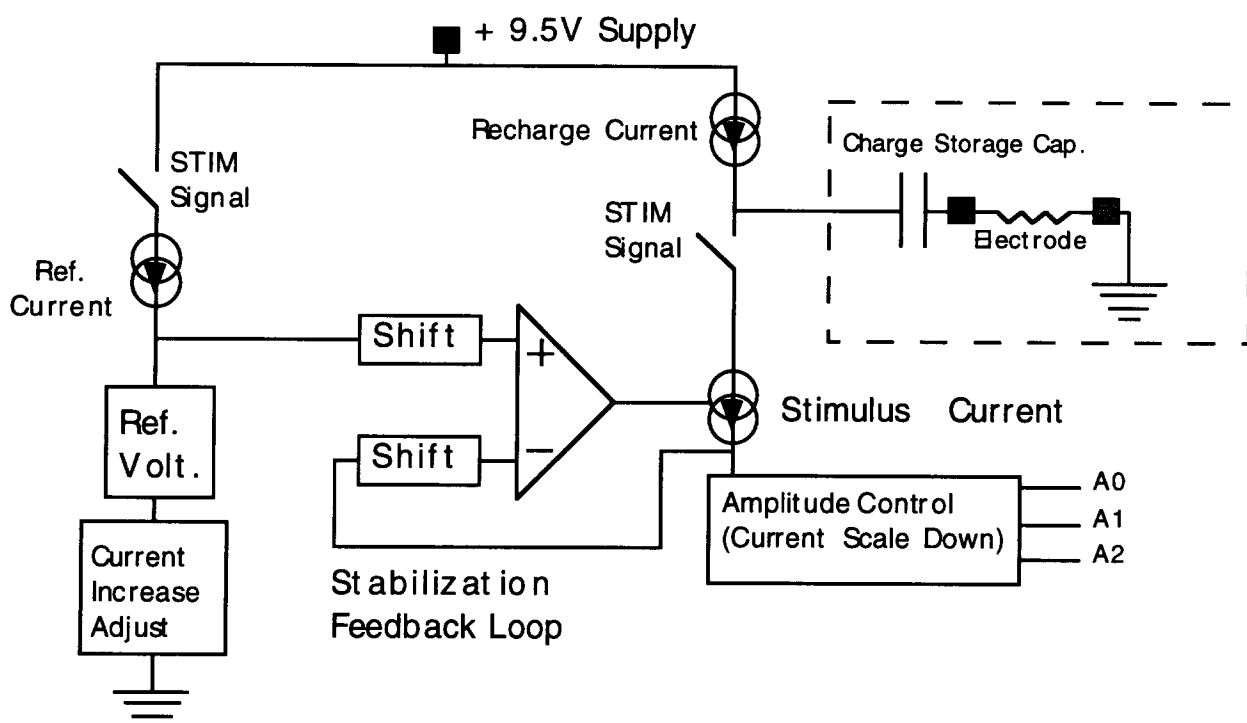 + 9.5V Supply
Recharge Current
Charge Storage Cap.
STIM
Signal
STIM
Signal
Electrode
Ref.
Current
Shift
+
Ref.
Volt.
Stimulus Current
Shift
−
Amplitude Control
(Current Scale Down)
A0
A1
A2
Current
Increase
Adjust
Stabilization
Feedback Loop